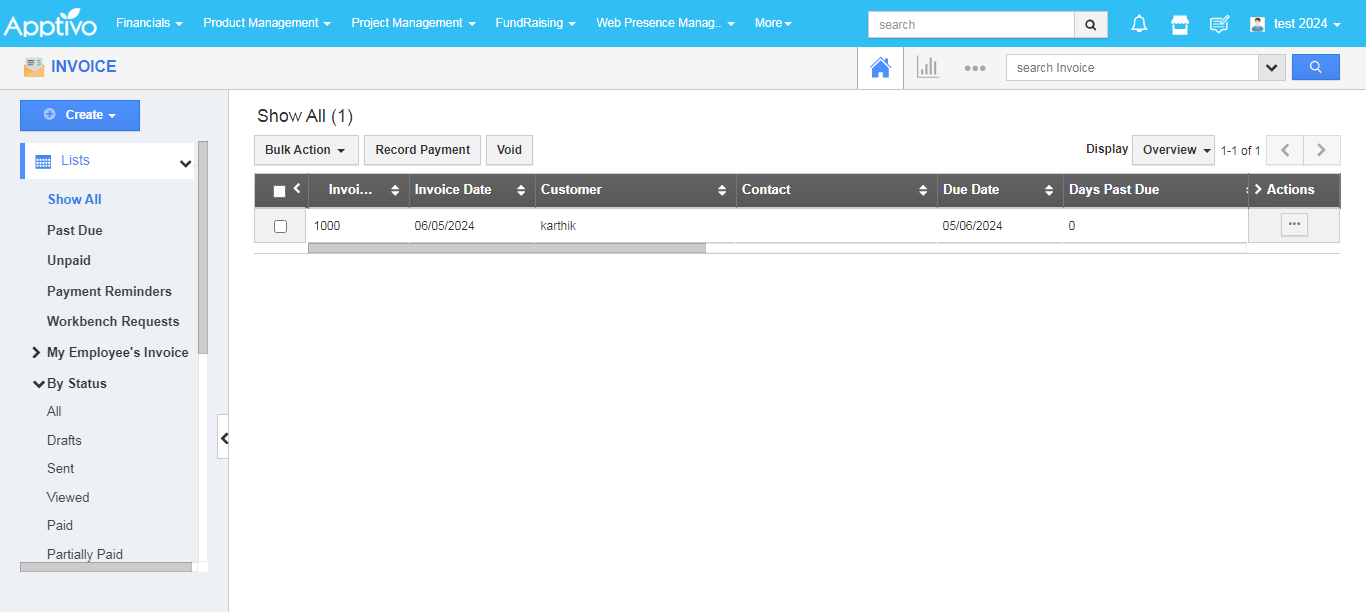 Apptivo Financials Product Management Project Management FundRaising Web Presence Manag.. More search test 2024
INVOICE search Invoice
Create
Lists
Show All
Past Due
Unpaid
Payment Reminders
Workbench Requests
My Employee's Invoice
By Status
All
Drafts
Sent
Viewed
Paid
Partially Paid
Show All (1)
Bulk Action Record Payment Void Display Overview 1-1 of 1
Invoi... Invoice Date Customer Contact Due Date Days Past Due Actions
1000 06/05/2024 karthik 05/06/2024 0